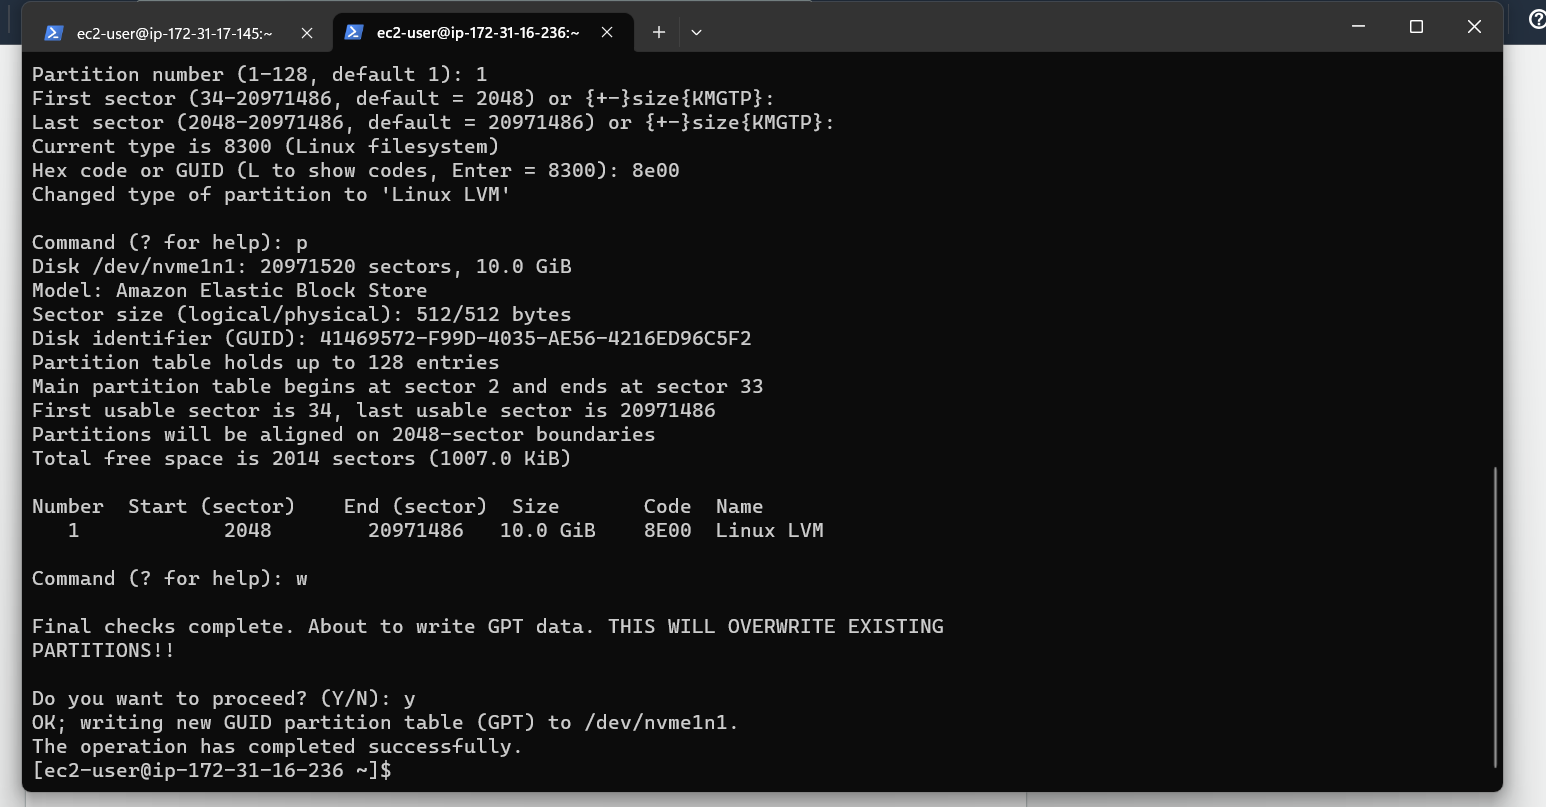 ec2-user@ip-172-31-17-145:~
ec2-user@ip-172-31-16-236:~
Partition number (1-128, default 1): 1
First sector (34-20971486, default = 2048) or {+-}size{KMGTP}:
Last sector (2048-20971486, default = 20971486) or {+-}size{KMGTP}:
Current type is 8300 (Linux filesystem)
Hex code or GUID (L to show codes, Enter = 8300): 8e00
Changed type of partition to 'Linux LVM'
Command (? for help): p
Disk /dev/nvme1n1: 20971520 sectors, 10.0 GiB
Model: Amazon Elastic Block Store
Sector size (logical/physical): 512/512 bytes
Disk identifier (GUID): 41469572-F99D-4035-AE56-4216ED96C5F2
Partition table holds up to 128 entries
Main partition table begins at sector 2 and ends at sector 33
First usable sector is 34, last usable sector is 20971486
Partitions will be aligned on 2048-sector boundaries
Total free space is 2014 sectors (1007.0 KiB)
Number  Start (sector)    End (sector)  Size       Code  Name
   1            2048        20971486   10.0 GiB    8E00  Linux LVM
Command (? for help): w
Final checks complete. About to write GPT data. THIS WILL OVERWRITE EXISTING
PARTITIONS!!
Do you want to proceed? (Y/N): y
OK; writing new GUID partition table (GPT) to /dev/nvme1n1.
The operation has completed successfully.
[ec2-user@ip-172-31-16-236 ~]$